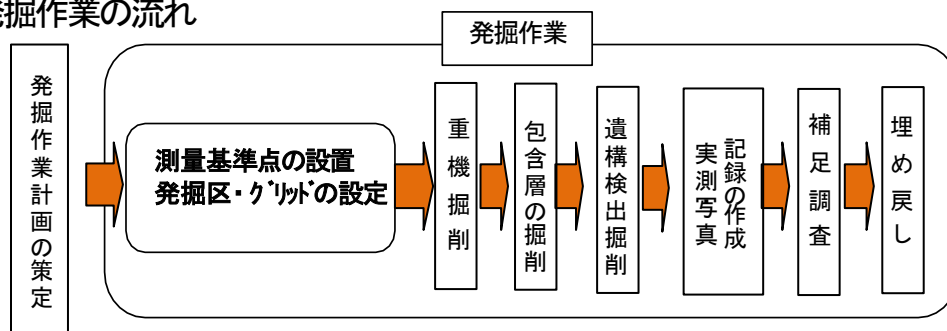 発掘作業の流れ
発掘作業
発掘作業計画の策定
測量基準点の設置
発掘区・グリッドの設定
重機掘削
包含層の掘削
遺構検出掘削
記録の作成
実測写真
補足調査
埋め戻し